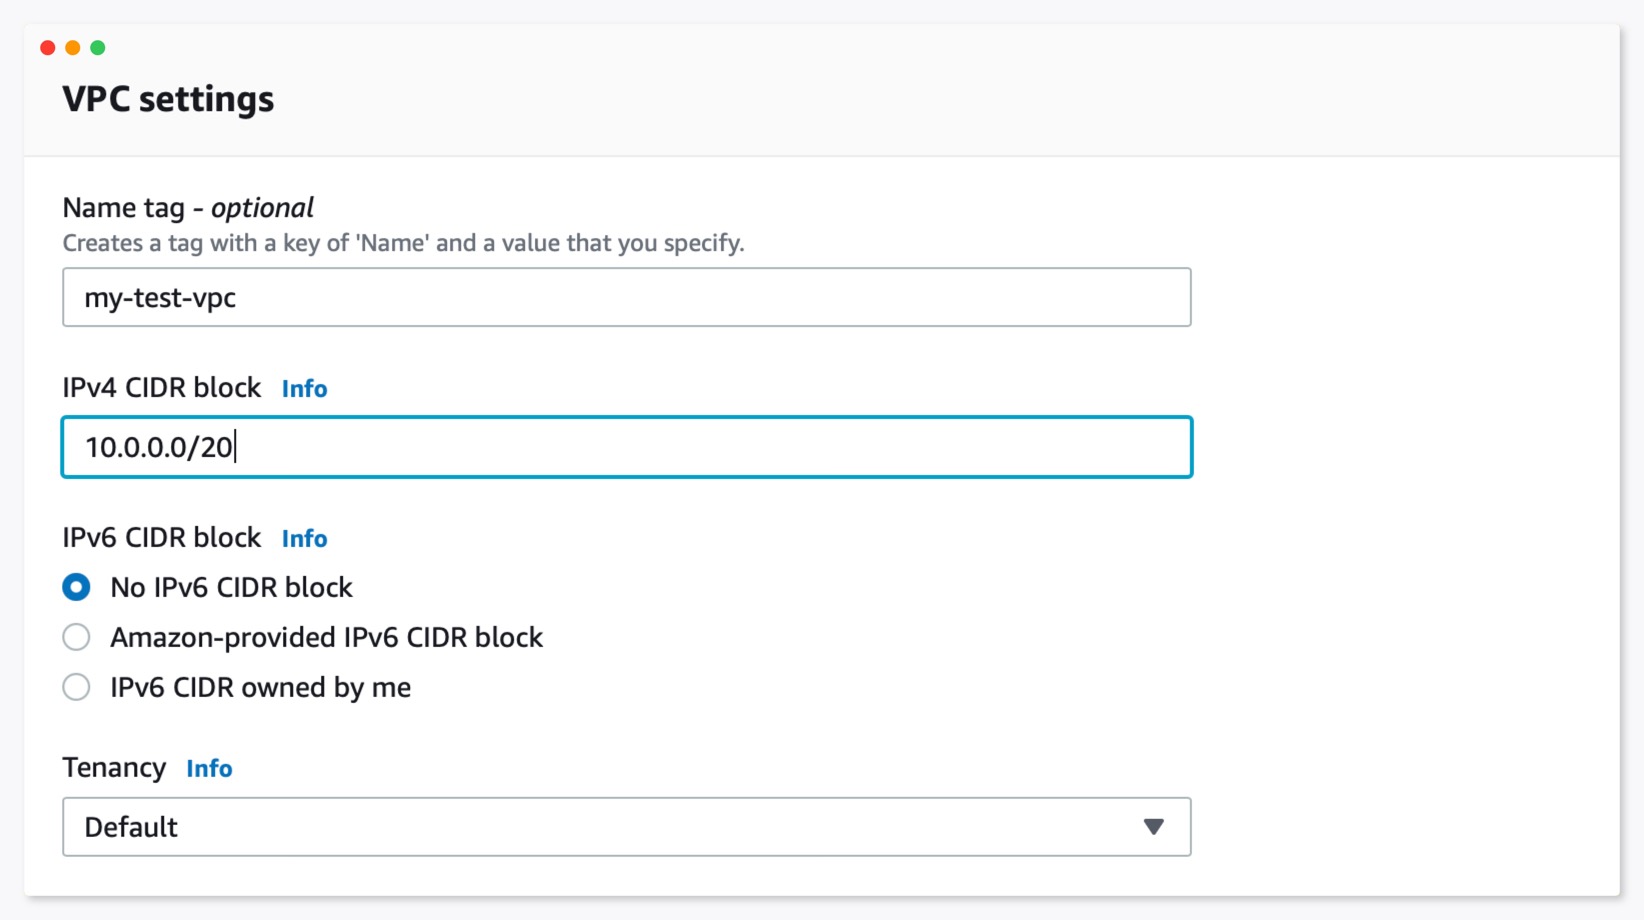 VPC settings
Name tag - optional
Creates a tag with a key of 'Name' and a value that you specify.
my-test-vpc
IPv4 CIDR block Info
10.0.0.0/20
IPv6 CIDR block Info
No IPv6 CIDR block
Amazon-provided IPv6 CIDR block
IPv6 CIDR owned by me
Tenancy Info
Default